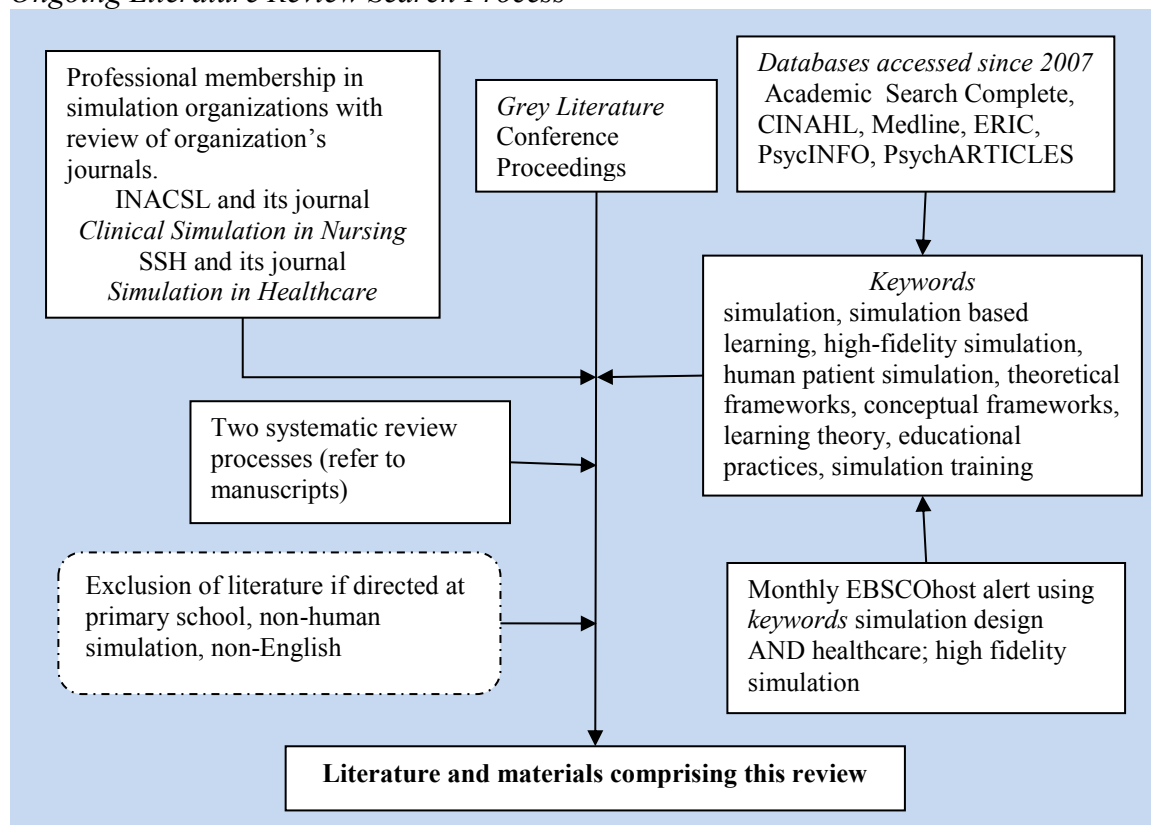 Ongoing Literature Review Search Process
Professional membership in
simulation organizations with
review of organization's
journals.
INACSL and its journal
Clinical Simulation in Nursing
SSH and its journal
Simulation in Healthcare
Grey Literature
Conference
Proceedings
Databases accessed since 2007
Academic Search Complete,
CINAHL, Medline, ERIC,
PsycINFO, PsychARTICLES
Keywords
simulation, simulation based
learning, high-fidelity simulation,
human patient simulation, theoretical
frameworks, conceptual frameworks,
learning theory, educational
practices, simulation training
Two systematic review
processes (refer to
manuscripts)
Exclusion of literature if directed at
primary school, non-human
simulation, non-English
Monthly EBSCOhost alert using
keywords simulation design
AND healthcare; high fidelity
simulation
Literature and materials comprising this review